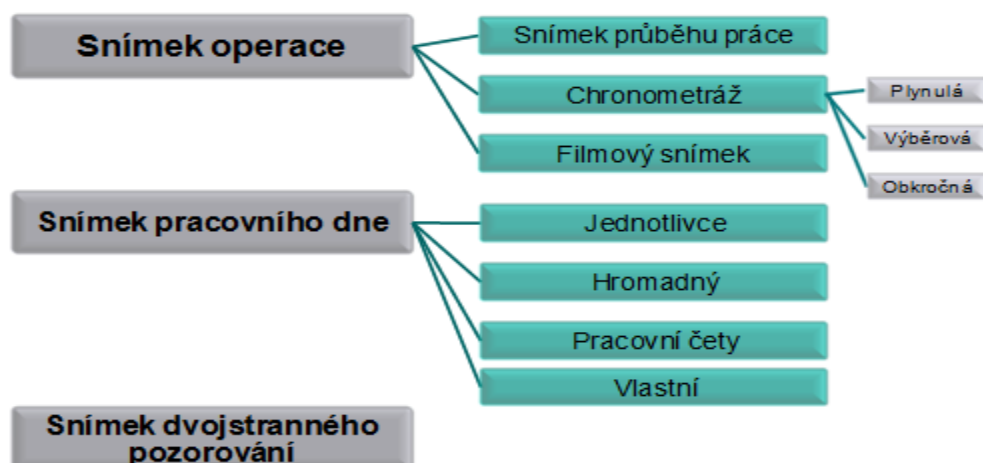 Snímek operace
Snímek průběhu práce
Chronometráž
Plynulá
Výběrová
Obkročná
Filmový snímek
Snímek pracovního dne
Jednotlivce
Hromadný
Pracovní čety
Vlastní
Snímek dvojstranného
pozorování